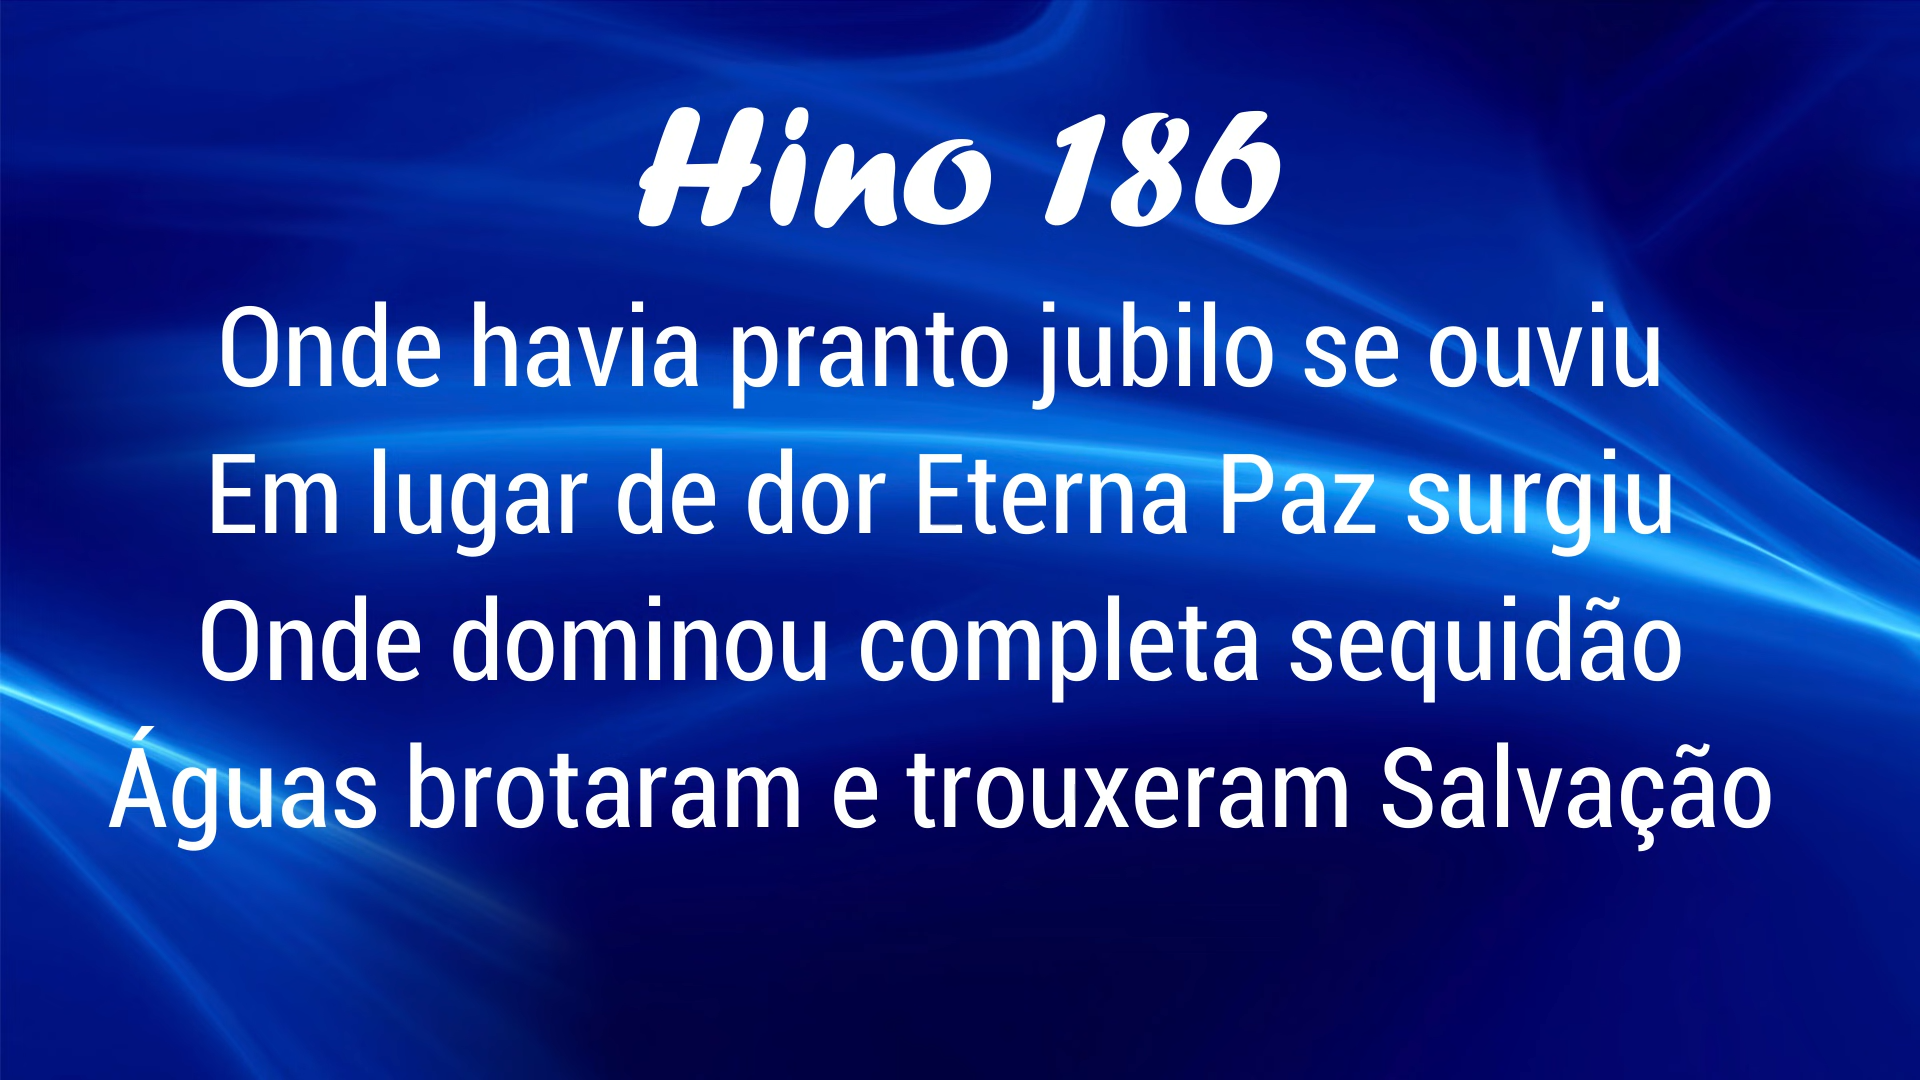 Hino 186
Onde havia pranto jubilo se ouviu
Em lugar de dor Eterna Paz surgiu
Onde dominou completa sequidão
Águas brotaram e trouxeram Salvação